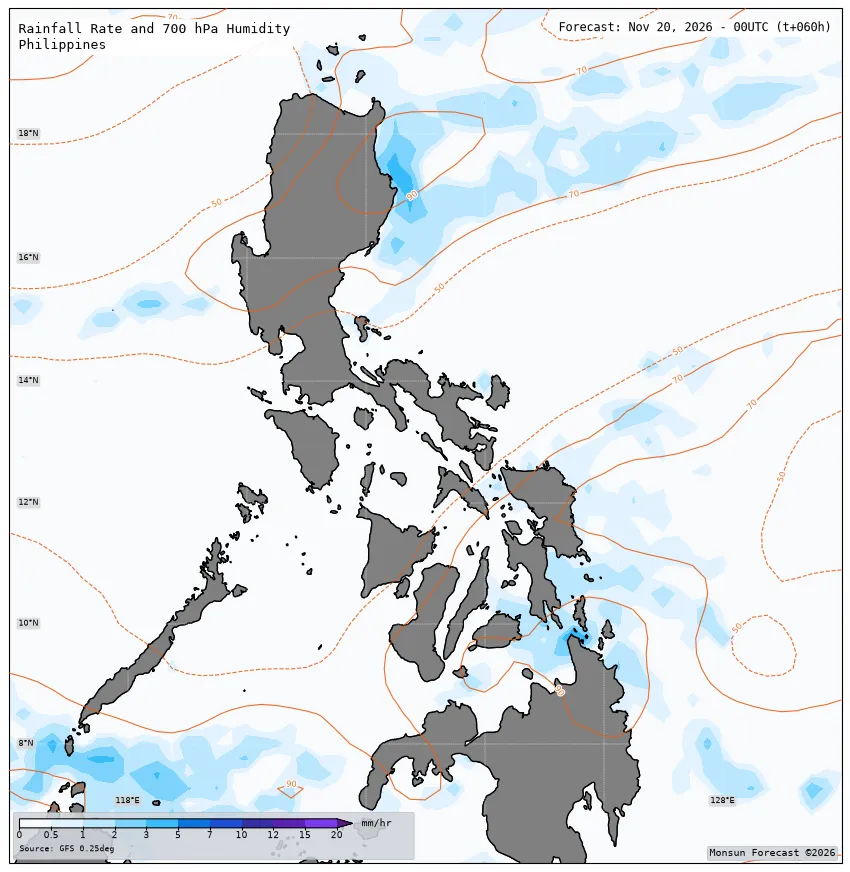 70
Rainfall Rate and 700 hPa Humidity
Philippines
Forecast: Nov 20, 2026 - 00UTC (t+060h)
70
18°N
90
70
50
16°N
50
50
14°N
70
70
50
12°N
10°N
50
8°N
90
118°E
128°E
0 0.5 1 2 3 5 7 10 12 15 20 mm/hr
Source: GFS 0.25deg
Monsun Forecast ©2026